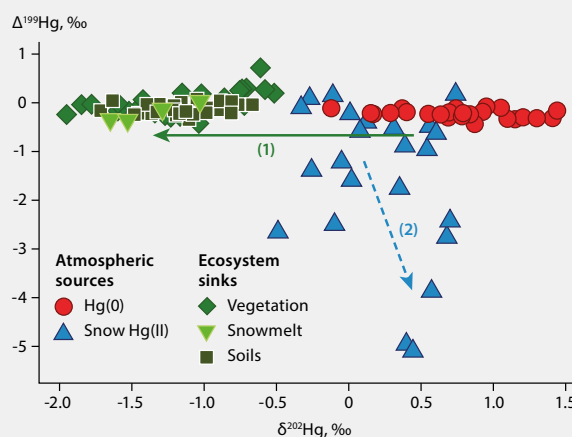 Δ¹⁹⁹Hg, ‰
1
0
-1
-2
-3
-4
-5
(1)
(2)
Atmospheric
sources
Hg(0)
Snow Hg(II)
Ecosystem
sinks
Vegetation
Snowmelt
Soils
-2.0 -1.5 -1.0 -0.5 0 0.5 1.0 1.5
δ²⁰²Hg, ‰